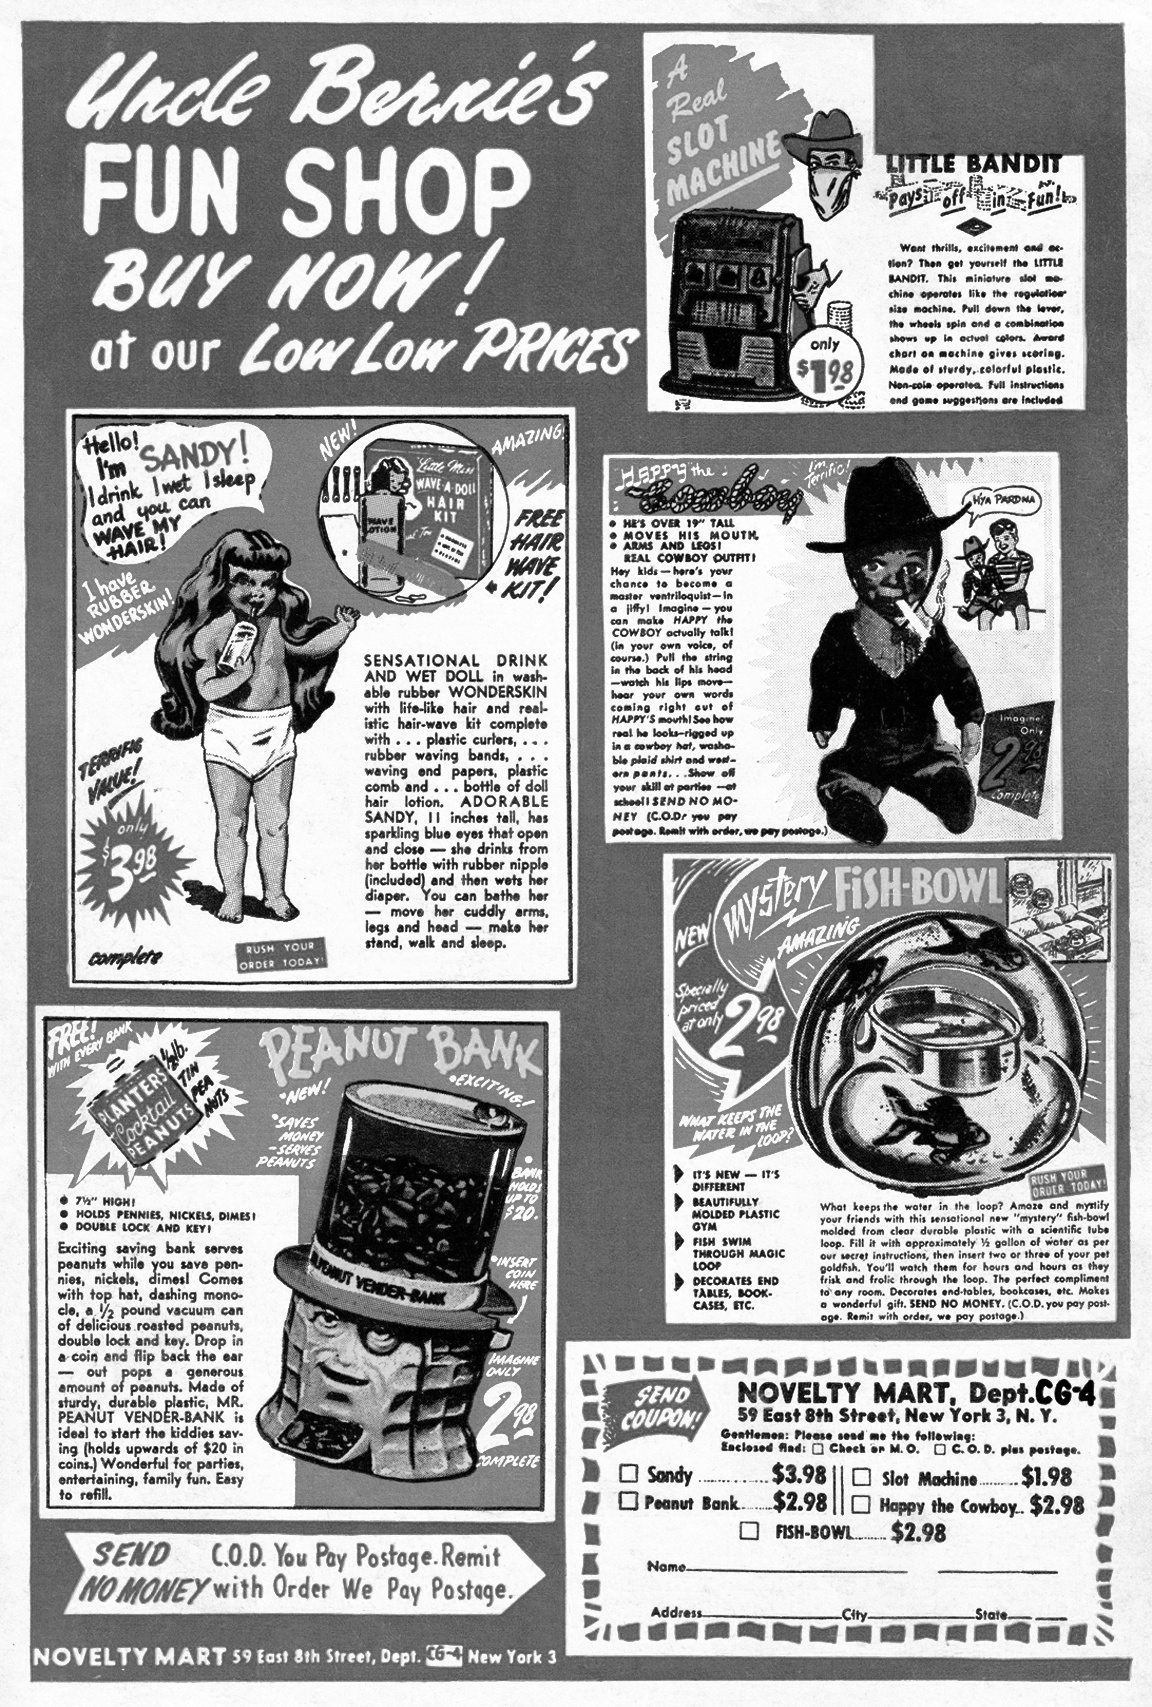 Uncle Bernie's
FUN SHOP
BUY NOW!
at our Low Low PRICES
A
Real
SLOT
MACHINE
LITTLE BANDIT
Pays off in Fun!
Want thrills, excitement and ac-
tion? Then get yourself the LITTLE
BANDIT. This miniature slot ma-
chine operates like the regulation
size machine. Pull down the lever,
the wheels spin and a combination
shows up in actual colors. Award
chart on machine gives scoring.
Made of sturdy, colorful plastic.
Non-coin operated. Full instructions
and game suggestions are included
only
$1.98
Hello!
I'm SANDY!
I drink I wet I sleep
and you can
WAVE MY
HAIR!
I have
RUBBER
WONDERSKIN!
NEW!
AMAZING!
Little Miss
WAVE-A-DOLL
HAIR
KIT
WAVE
LOTION
FREE
HAIR
WAVE
KIT!
TERRIFIC
VALUE!
only
$3.98
complete
SENSATIONAL DRINK
AND WET DOLL in wash-
able rubber WONDERSKIN
with life-like hair and real-
istic hair-wave kit complete
with . . . plastic curlers, . . .
rubber waving bands, . . .
waving end papers, plastic
comb and . . . bottle of doll
hair lotion. ADORABLE
SANDY, 11 inches tall, has
sparkling blue eyes that open
and close — she drinks from
her bottle with rubber nipple
(included) and then wets her
diaper. You can bathe her
— move her cuddly arms,
legs and head — make her
stand, walk and sleep.
RUSH YOUR
ORDER TODAY!
HAPPY the
Cowboy
I'm
Terrific!
HIYA PARDNA
HE'S OVER 19" TALL
MOVES HIS MOUTH,
ARMS AND LEGS!
REAL COWBOY OUTFIT!
Hey kids — here's your
chance to become a
master ventriloquist — in
a jiffy! Imagine — you
can make HAPPY the
COWBOY actually talk!
(in your own voice, of
course.) Pull the string
in the back of his head
—watch his lips move—
hear your own words
coming right out of
HAPPY'S mouth! See how
real he looks—rigged up
in a cowboy hat, washa-
ble plaid shirt and west-
ern pants. . . Show off
your skill at parties —at
school! SEND NO MO-
NEY (C.O.D. you pay
postage. Remit with order, we pay postage.)
Imagine
Only
2.98
Complete
NEW
Mystery FISH-BOWL
AMAZING
Specially
priced
at only
2.98
WHAT KEEPS THE
WATER IN THE
LOOP?
IT'S NEW — IT'S
DIFFERENT
BEAUTIFULLY
MOLDED PLASTIC
GYM
FISH SWIM
THROUGH MAGIC
LOOP
DECORATES END
TABLES, BOOK-
CASES, ETC.
RUSH YOUR
ORDER TODAY!
What keeps the water in the loop? Amaze and mystify
your friends with this sensational new "mystery" fish-bowl
molded from clear durable plastic with a scientific tube
loop. Fill it with approximately ½ gallon of water as per
our secret instructions, then insert two or three of your pet
goldfish. You'll watch them for hours and hours as they
frisk and frolic through the loop. The perfect compliment
to any room. Decorates end-tables, bookcases, etc. Makes
a wonderful gift. SEND NO MONEY. (C.O.D. you pay post-
age. Remit with order, we pay postage.)
FREE!
WITH EVERY BANK
½ lb.
TIN
PEA
NUTS
PLANTERS
Cocktail
PEANUTS
PEANUT BANK
• NEW!
• EXCITING!
• SAVES
MONEY
— SERVES
PEANUTS
• BANK
HOLDS
UP TO
$20.
• INSERT
COIN
HERE
PEANUT VENDER-BANK
IMAGINE
ONLY
2.98
COMPLETE
7½" HIGH!
HOLDS PENNIES, NICKELS, DIMES!
DOUBLE LOCK AND KEY!
Exciting saving bank serves
peanuts while you save pen-
nies, nickels, dimes! Comes
with top hat, dashing mono-
cle, a ½ pound vacuum can
of delicious roasted peanuts,
double lock and key. Drop in
a coin and flip back the ear
— out pops a generous
amount of peanuts. Made of
sturdy, durable plastic, MR.
PEANUT VENDER-BANK is
ideal to start the kiddies sav-
ing (holds upwards of $20 in
coins.) Wonderful for parties,
entertaining, family fun. Easy
to refill.
SEND NO MONEY
C.O.D. You Pay Postage. Remit
with Order We Pay Postage.
NOVELTY MART 59 East 8th Street, Dept. CG-4 New York 3
SEND
COUPON!
NOVELTY MART, Dept. CG-4
59 East 8th Street, New York 3, N. Y.
Gentlemen: Please send me the following:
Enclosed find: □ Check or M. O. □ C. O. D. plus postage.
□ Sandy ............ $3.98 □ Slot Machine........ $1.98
□ Peanut Bank....... $2.98 □ Happy the Cowboy.. $2.98
□ FISH-BOWL........ $2.98
Name
Address City State